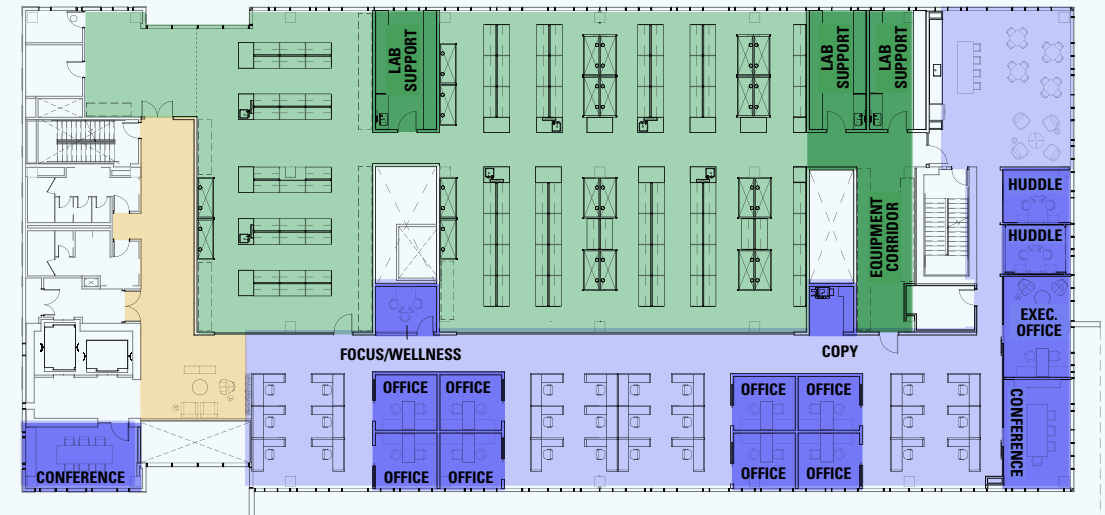 LAB
SUPPORT
LAB
SUPPORT
LAB
SUPPORT
HUDDLE
HUDDLE
EQUIPMENT
CORRIDOR
EXEC.
OFFICE
FOCUS/WELLNESS
COPY
OFFICE
OFFICE
OFFICE
OFFICE
CONFERENCE
CONFERENCE
OFFICE
OFFICE
OFFICE
OFFICE